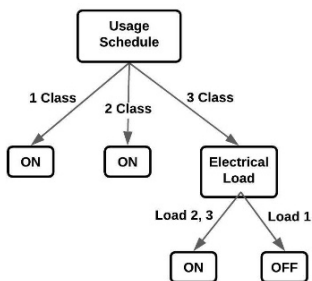 Usage
Schedule
1 Class
2 Class
3 Class
ON
ON
Electrical
Load
Load 2, 3
Load 1
ON
OFF